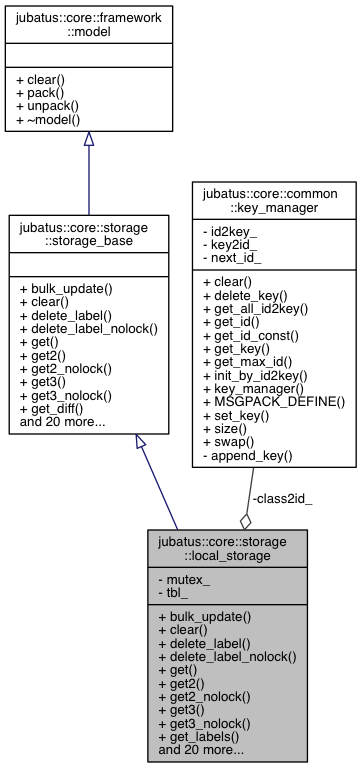 jubatus::core::framework
::model
+ clear()
+ pack()
+ unpack()
+ ~model()
jubatus::core::storage
::storage_base
+ bulk_update()
+ clear()
+ delete_label()
+ delete_label_nolock()
+ get()
+ get2()
+ get2_nolock()
+ get3()
+ get3_nolock()
+ get_diff()
and 20 more...
jubatus::core::common
::key_manager
- id2key_
- key2id_
- next_id_
+ clear()
+ delete_key()
+ get_all_id2key()
+ get_id()
+ get_id_const()
+ get_key()
+ get_max_id()
+ init_by_id2key()
+ key_manager()
+ MSGPACK_DEFINE()
+ set_key()
+ size()
+ swap()
- append_key()
-class2id_
jubatus::core::storage
::local_storage
- mutex_
- tbl_
+ bulk_update()
+ clear()
+ delete_label()
+ delete_label_nolock()
+ get()
+ get2()
+ get2_nolock()
+ get3()
+ get3_nolock()
+ get_labels()
and 20 more...